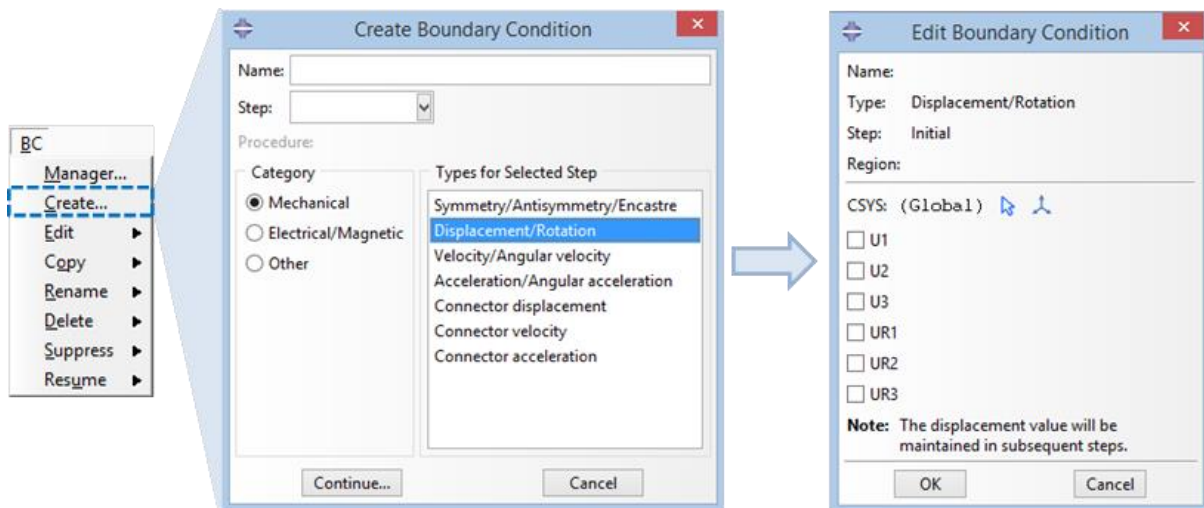 BC
Manager...
Create...
Edit
Copy
Rename
Delete
Suppress
Resume
Create Boundary Condition
Name:
Step:
Procedure:
Category
Mechanical
Electrical/Magnetic
Other
Types for Selected Step
Symmetry/Antisymmetry/Encastre
Displacement/Rotation
Velocity/Angular velocity
Acceleration/Angular acceleration
Connector displacement
Connector velocity
Connector acceleration
Continue...
Cancel
Edit Boundary Condition
Name:
Type: Displacement/Rotation
Step: Initial
Region:
CSYS: (Global)
U1
U2
U3
UR1
UR2
UR3
Note: The displacement value will be
maintained in subsequent steps.
OK
Cancel